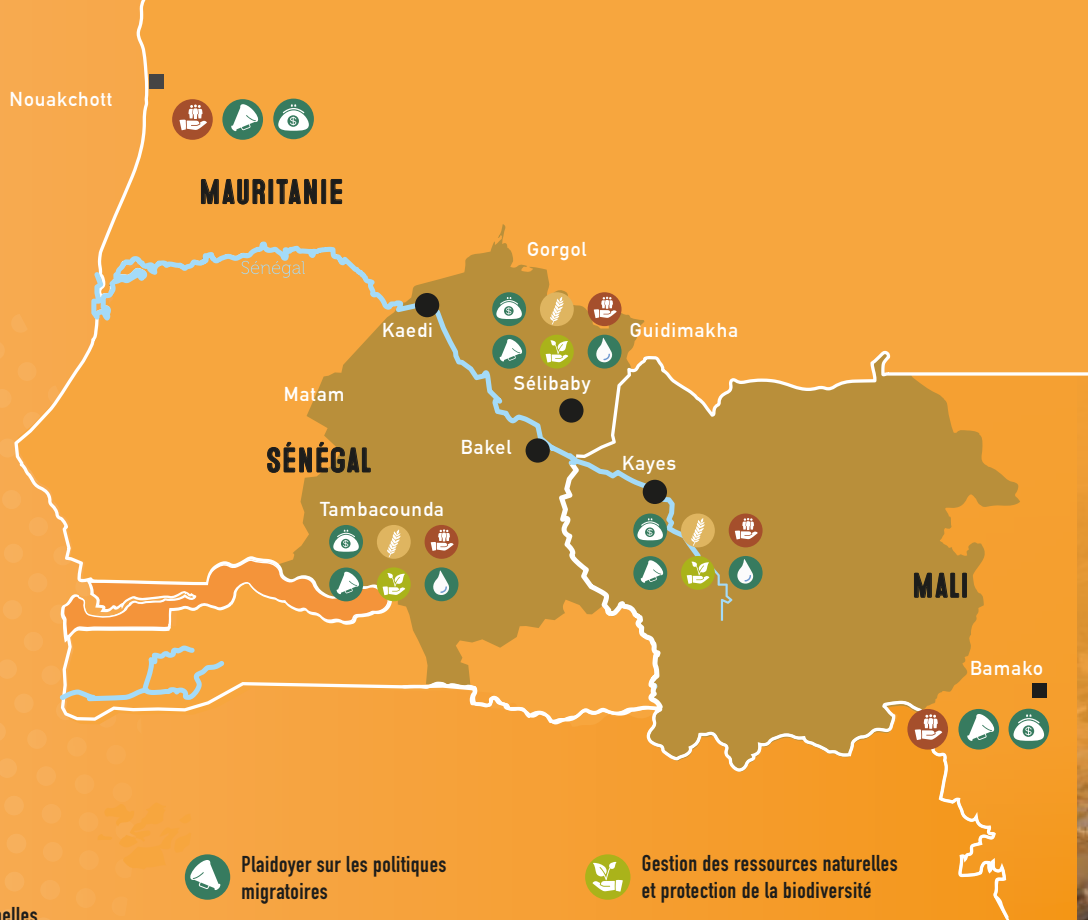 Nouakchott
MAURITANIE
Sénégal
Gorgol
Kaedi
Guidimakha
Matam
Sélibaby
SÉNÉGAL
Bakel
Kayes
Tambacounda
MALI
Bamako
Plaidoyer sur les politiques
migratoires
Gestion des ressources naturelles
et protection de la biodiversité